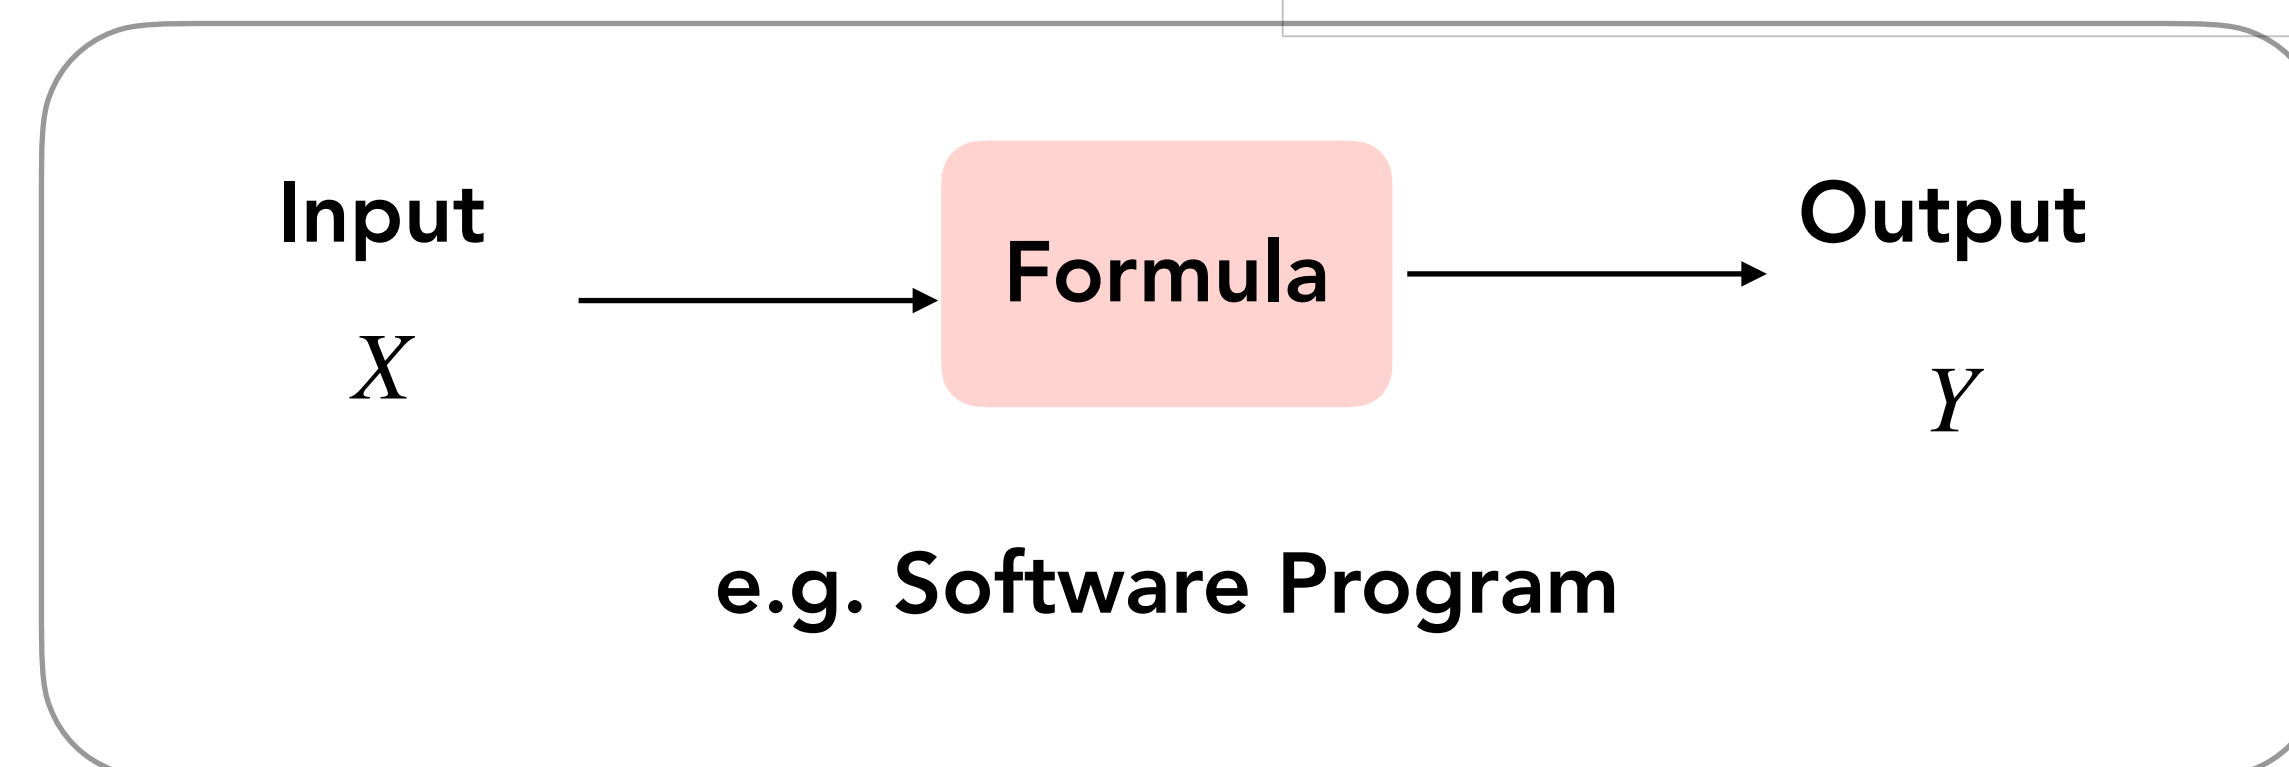 Input
X
Formula
Output
Y
e.g. Software Program